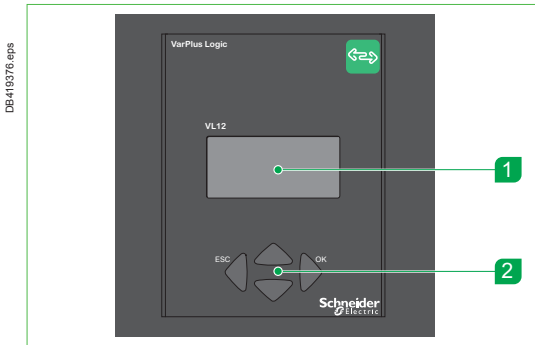 DB419376.eps
VarPlus Logic
VL12
1
ESC
OK
2
Schneider
Electric